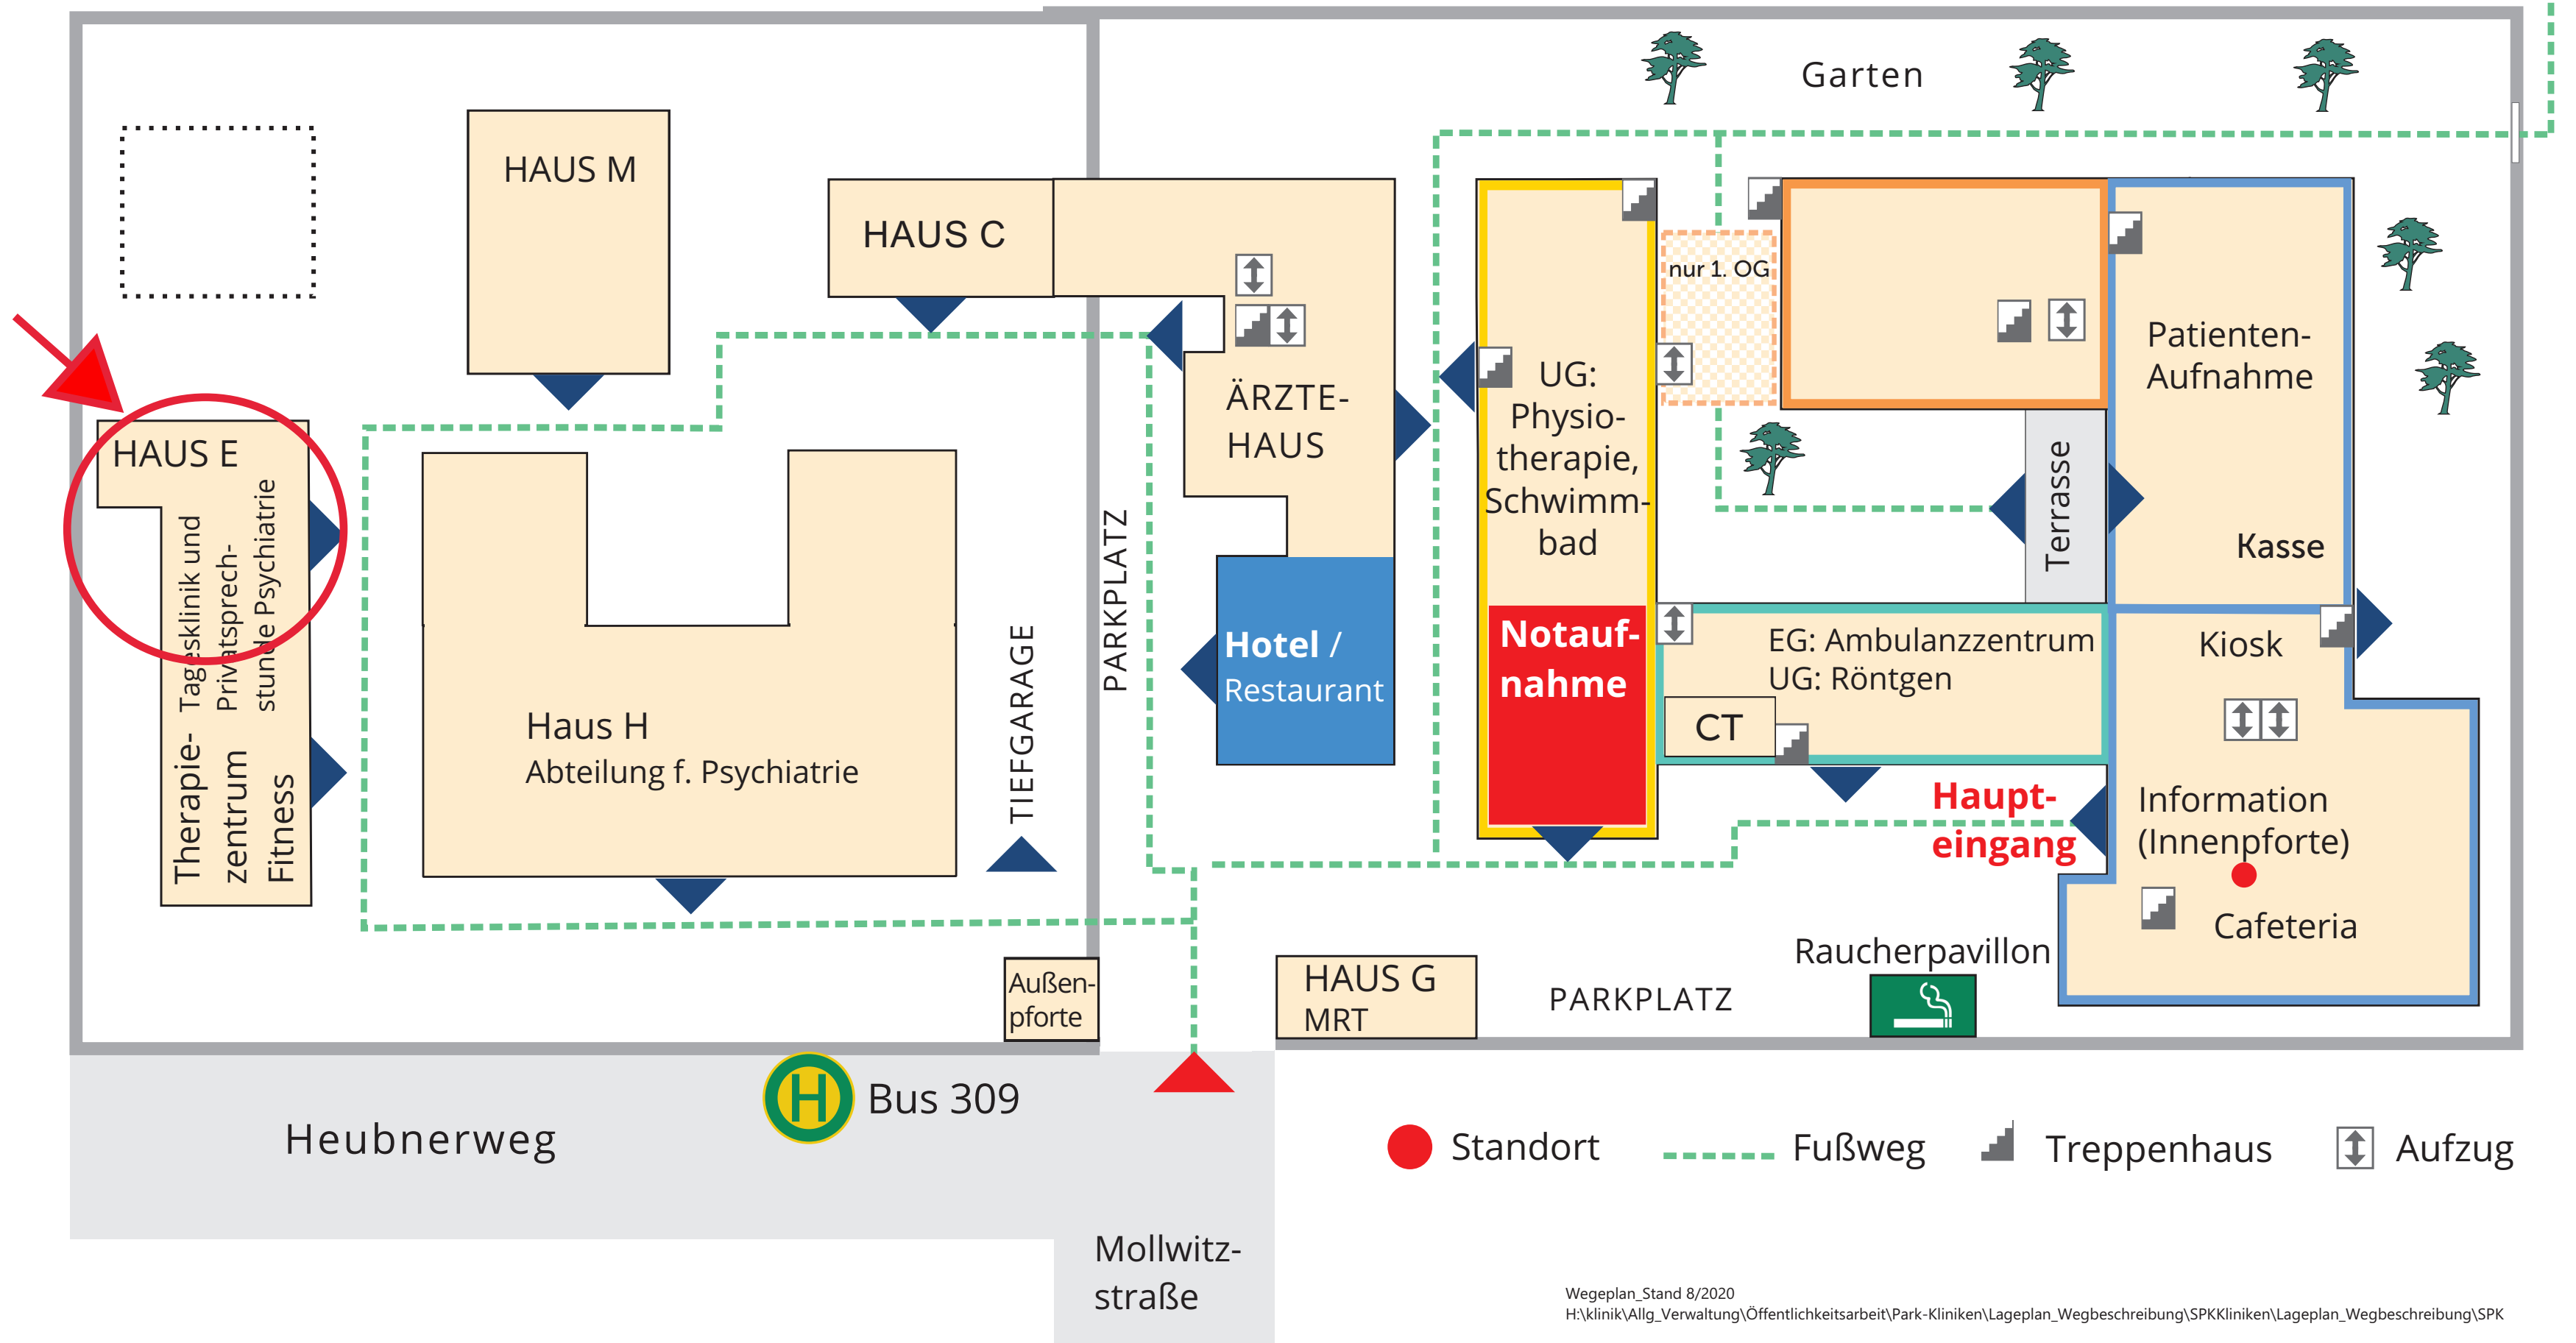 Garten
HAUS M
HAUS C
nur 1. OG
HAUS E
Tagesklinik und
Privatsprech-
stunde Psychiatrie
Therapie-
zentrum
Fitness
Haus H
Abteilung f. Psychiatrie
TIEFGARAGE
PARKPLATZ
ÄRZTE-
HAUS
Hotel /
Restaurant
UG:
Physio-
therapie,
Schwimm-
bad
Notauf-
nahme
Patienten-
Aufnahme
Kasse
Terrasse
EG: Ambulanzzentrum
UG: Röntgen
CT
Kiosk
Haupt-
eingang
Information
(Innenpforte)
Cafeteria
Außen-
pforte
HAUS G
MRT
PARKPLATZ
Raucherpavillon
H
Bus 309
Heubnerweg
Mollwitz-
straße
Standort
Fußweg
Treppenhaus
Aufzug
Wegeplan_Stand 8/2020
H:\klinik\Allg_Verwaltung\Öffentlichkeitsarbeit\Park-Kliniken\Lageplan_Wegbeschreibung\SPKKliniken\Lageplan_Wegbeschreibung\SPK